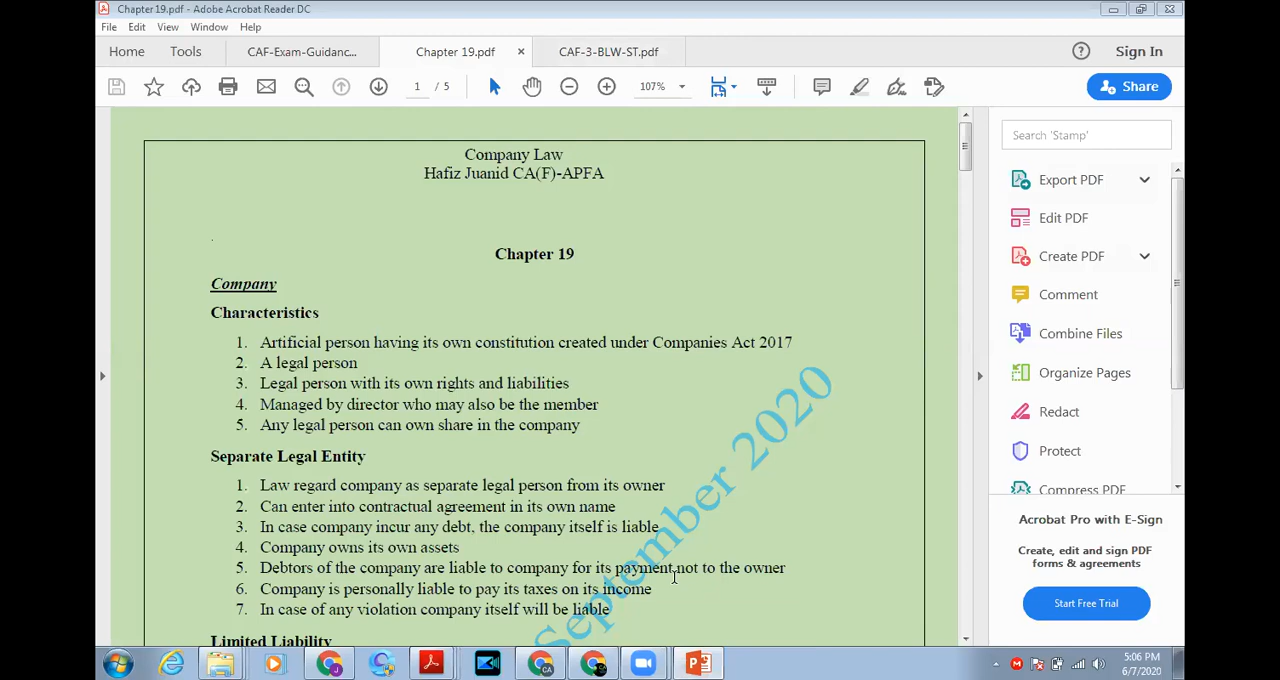 Chapter 19.pdf - Adobe Acrobat Reader DC
File Edit View Window Help
Home Tools CAF-Exam-Guidanc... Chapter 19.pdf × CAF-3-BLW-ST.pdf Sign In
1 / 5 107% Share
Company Law
Hafiz Juanid CA(F)-APFA
Chapter 19
Company
Characteristics
1. Artificial person having its own constitution created under Companies Act 2017
2. A legal person
3. Legal person with its own rights and liabilities
4. Managed by director who may also be the member
5. Any legal person can own share in the company
Separate Legal Entity
1. Law regard company as separate legal person from its owner
2. Can enter into contractual agreement in its own name
3. In case company incur any debt, the company itself is liable
4. Company owns its own assets
5. Debtors of the company are liable to company for its payment not to the owner
6. Company is personally liable to pay its taxes on its income
7. In case of any violation company itself will be liable
Limited Liability
September 2020
Search 'Stamp'
Export PDF
Edit PDF
Create PDF
Comment
Combine Files
Organize Pages
Redact
Protect
Compress PDF
Acrobat Pro with E-Sign
Create, edit and sign PDF
forms & agreements
Start Free Trial
5:06 PM
6/7/2020